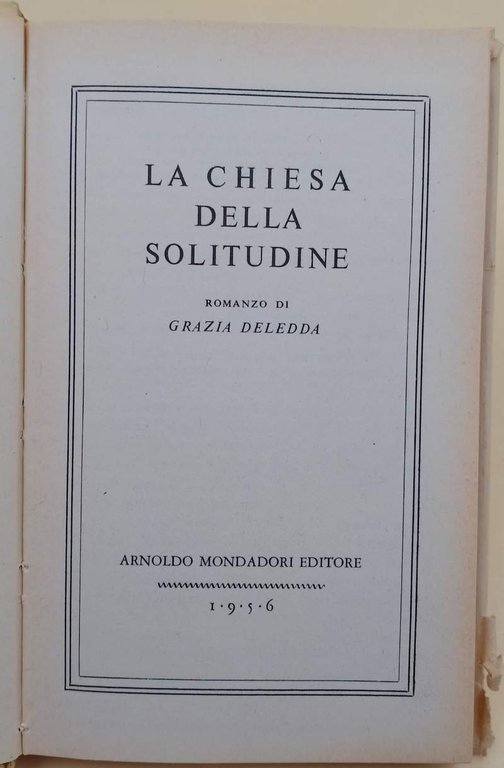 LA CHIESA
DELLA
SOLITUDINE
ROMANZO DI
GRAZIA DELEDDA
ARNOLDO MONDADORI EDITORE
1·9·5·6